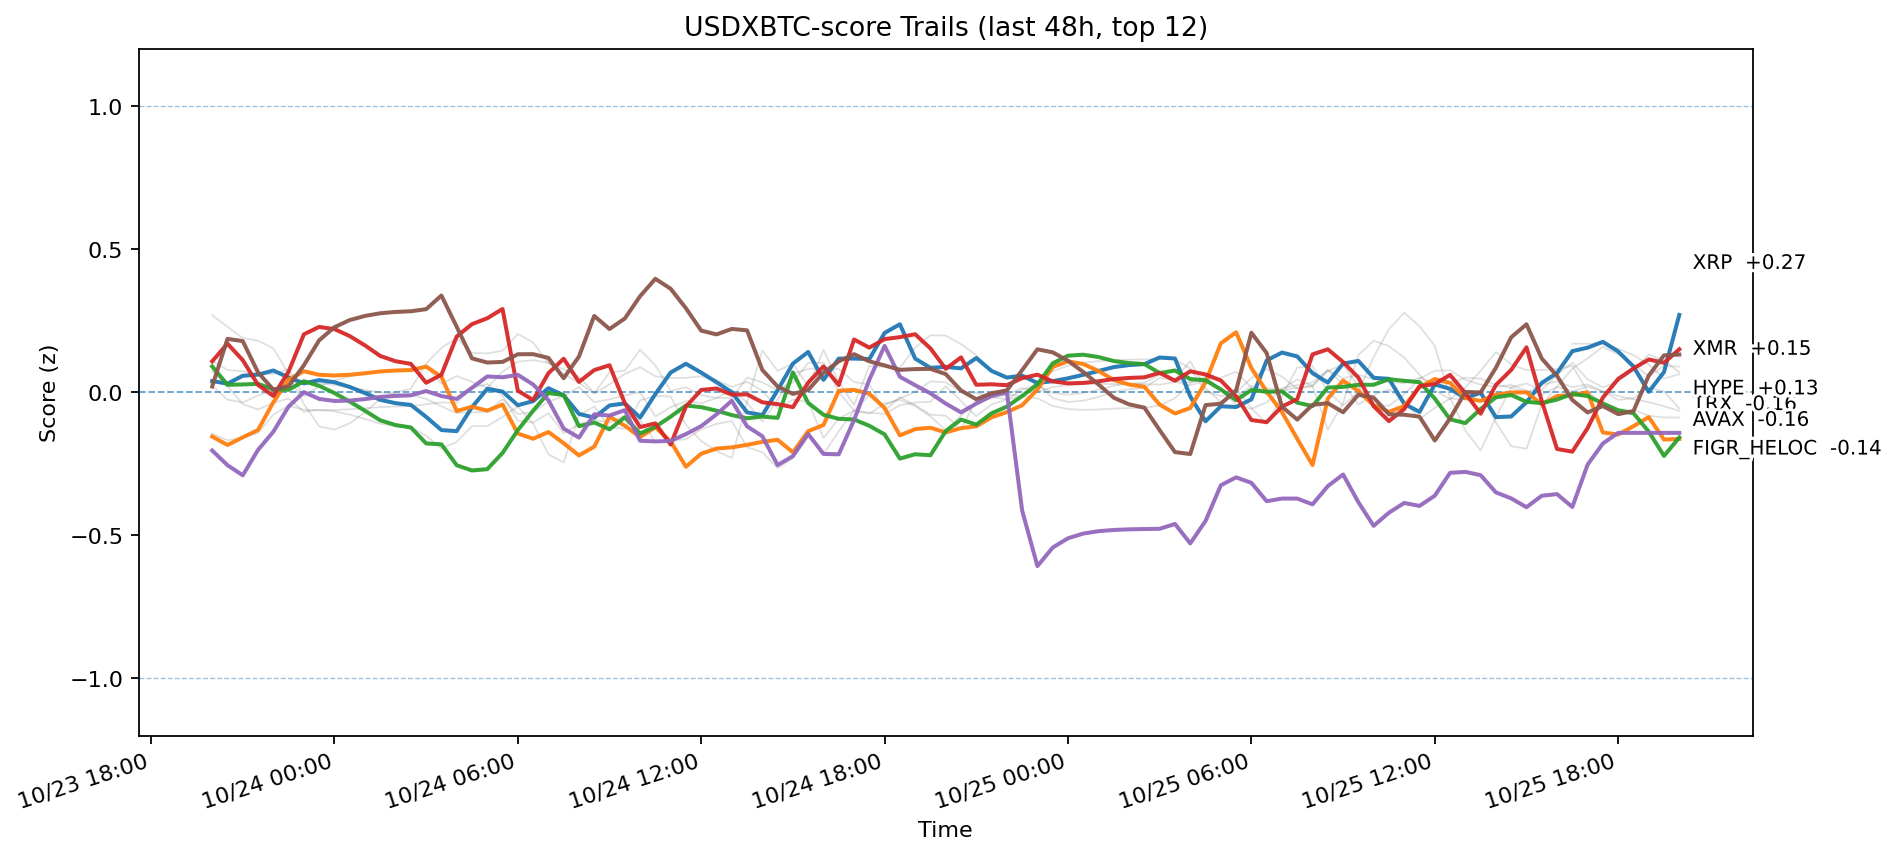 USDXBTC-score Trails (last 48h, top 12)
Score (z)
1.0
0.5
0.0
−0.5
−1.0
XRP +0.27
XMR +0.15
HYPE +0.13
TRX -0.16
AVAX -0.16
FIGR_HELOC -0.14
10/23 18:00
10/24 00:00
10/24 06:00
10/24 12:00
10/24 18:00
10/25 00:00
10/25 06:00
10/25 12:00
10/25 18:00
Time